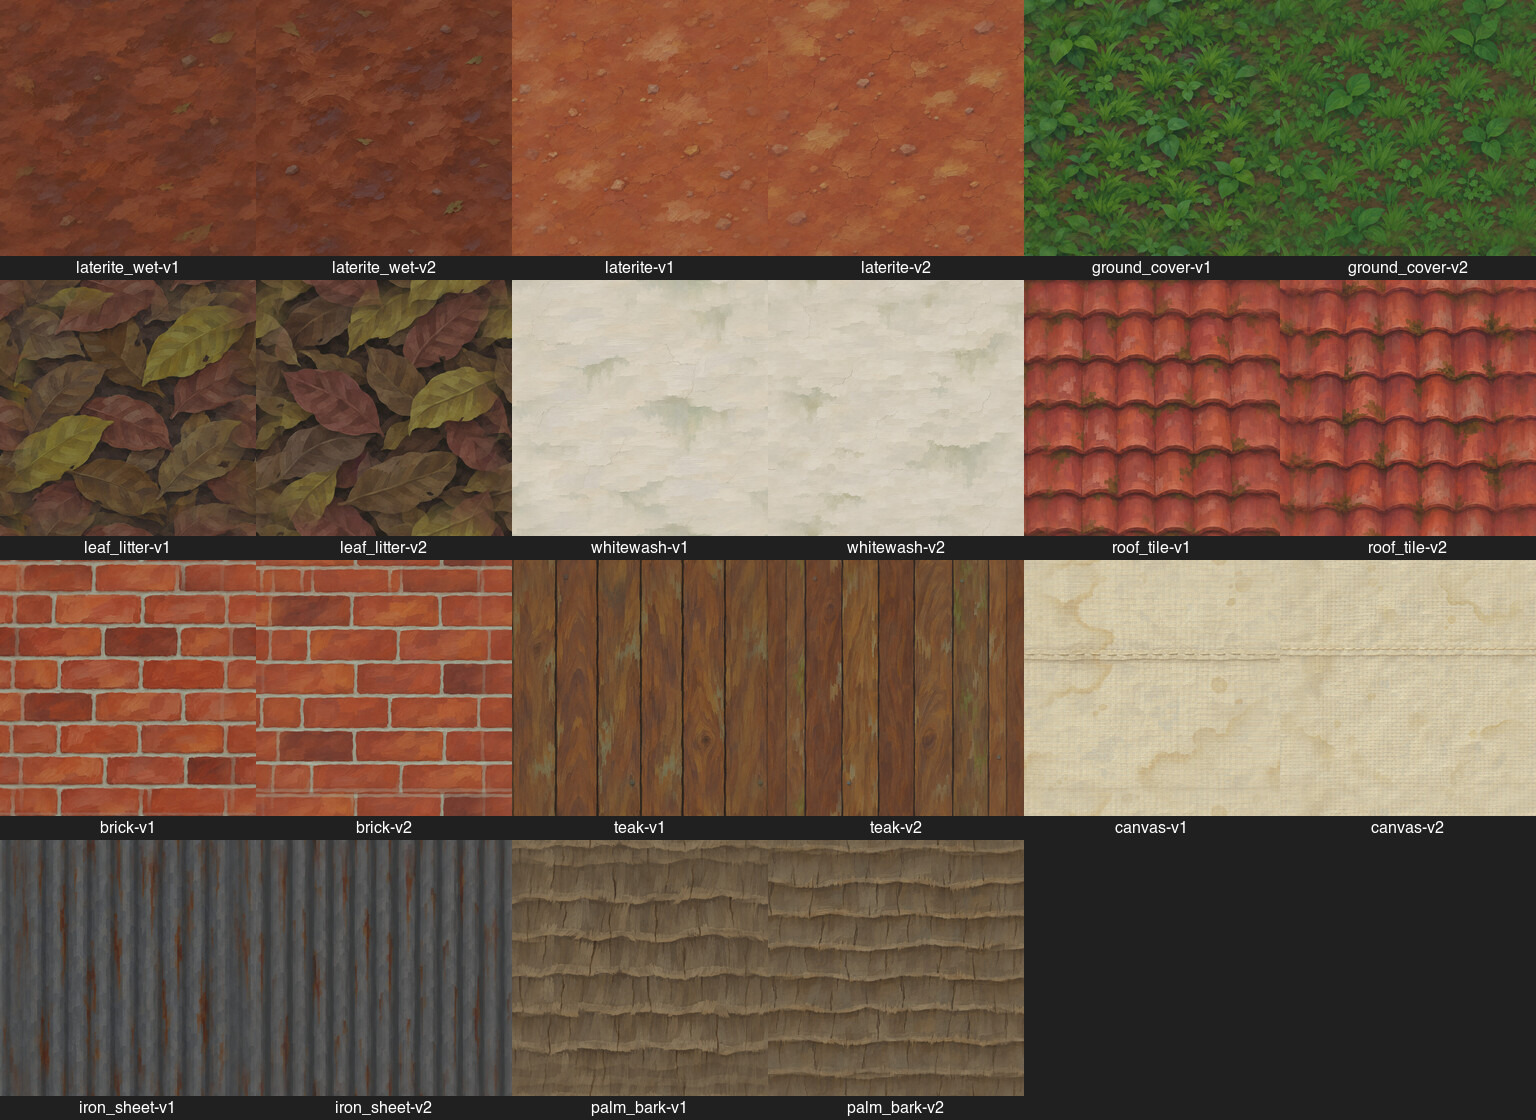 laterite_wet-v1
laterite_wet-v2
laterite-v1
laterite-v2
ground_cover-v1
ground_cover-v2
leaf_litter-v1
leaf_litter-v2
whitewash-v1
whitewash-v2
roof_tile-v1
roof_tile-v2
brick-v1
brick-v2
teak-v1
teak-v2
canvas-v1
canvas-v2
iron_sheet-v1
iron_sheet-v2
palm_bark-v1
palm_bark-v2